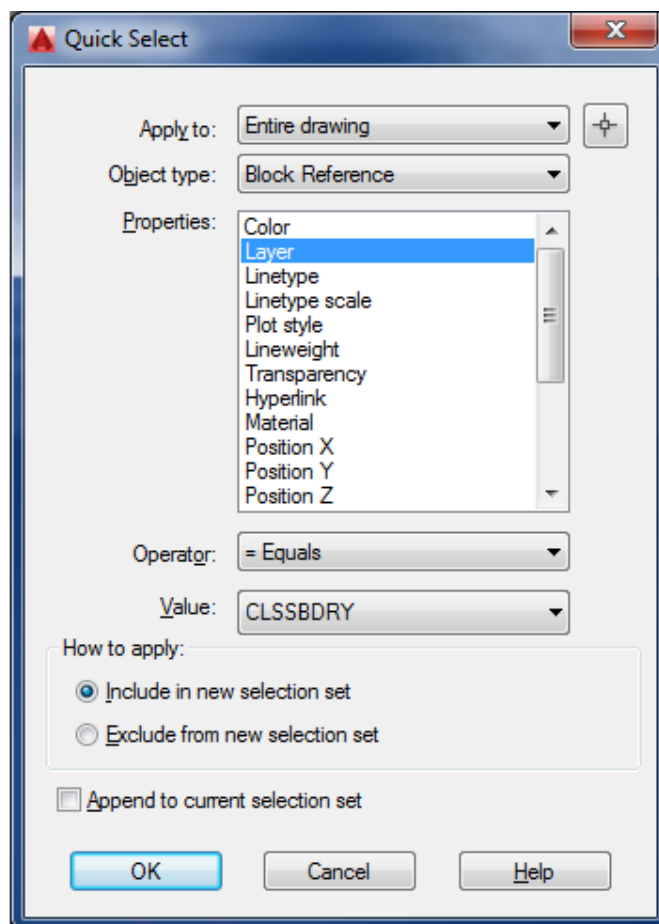 Quick Select
Apply to: Entire drawing
Object type: Block Reference
Properties: Color
Layer
Linetype
Linetype scale
Plot style
Lineweight
Transparency
Hyperlink
Material
Position X
Position Y
Position Z
Operator: = Equals
Value: CLSSBDRY
How to apply:
Include in new selection set
Exclude from new selection set
Append to current selection set
OK Cancel Help